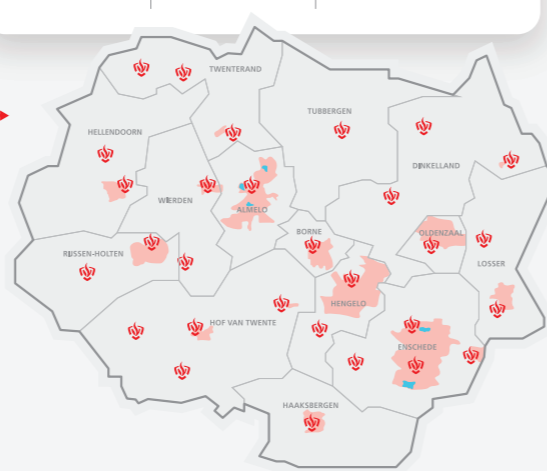 TWENTERAND
TUBBERGEN
HELLENDOORN
DINKELLAND
WIERDEN
ALMELO
BORNE
OLDENZAAL
RIJSSEN-HOLTEN
LOSSER
HENGELO
HOF VAN TWENTE
ENSCHEDE
HAAKSBERGEN